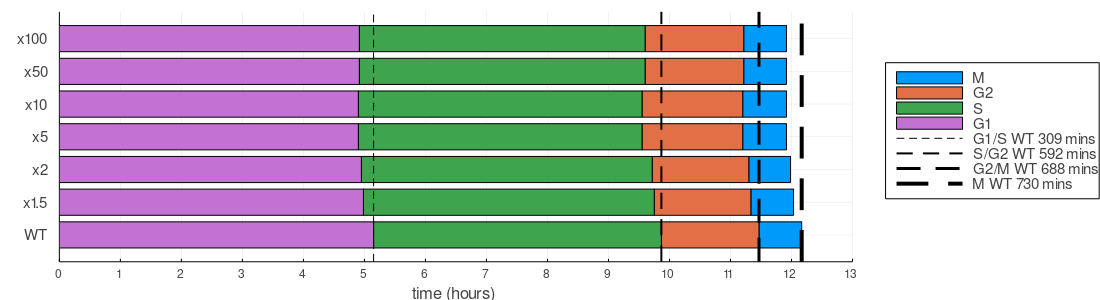 x100
x50
x10
x5
x2
x1.5
WT
0 1 2 3 4 5 6 7 8 9 10 11 12 13
time (hours)
M
G2
S
G1
G1/S WT 309 mins
S/G2 WT 592 mins
G2/M WT 688 mins
M WT 730 mins